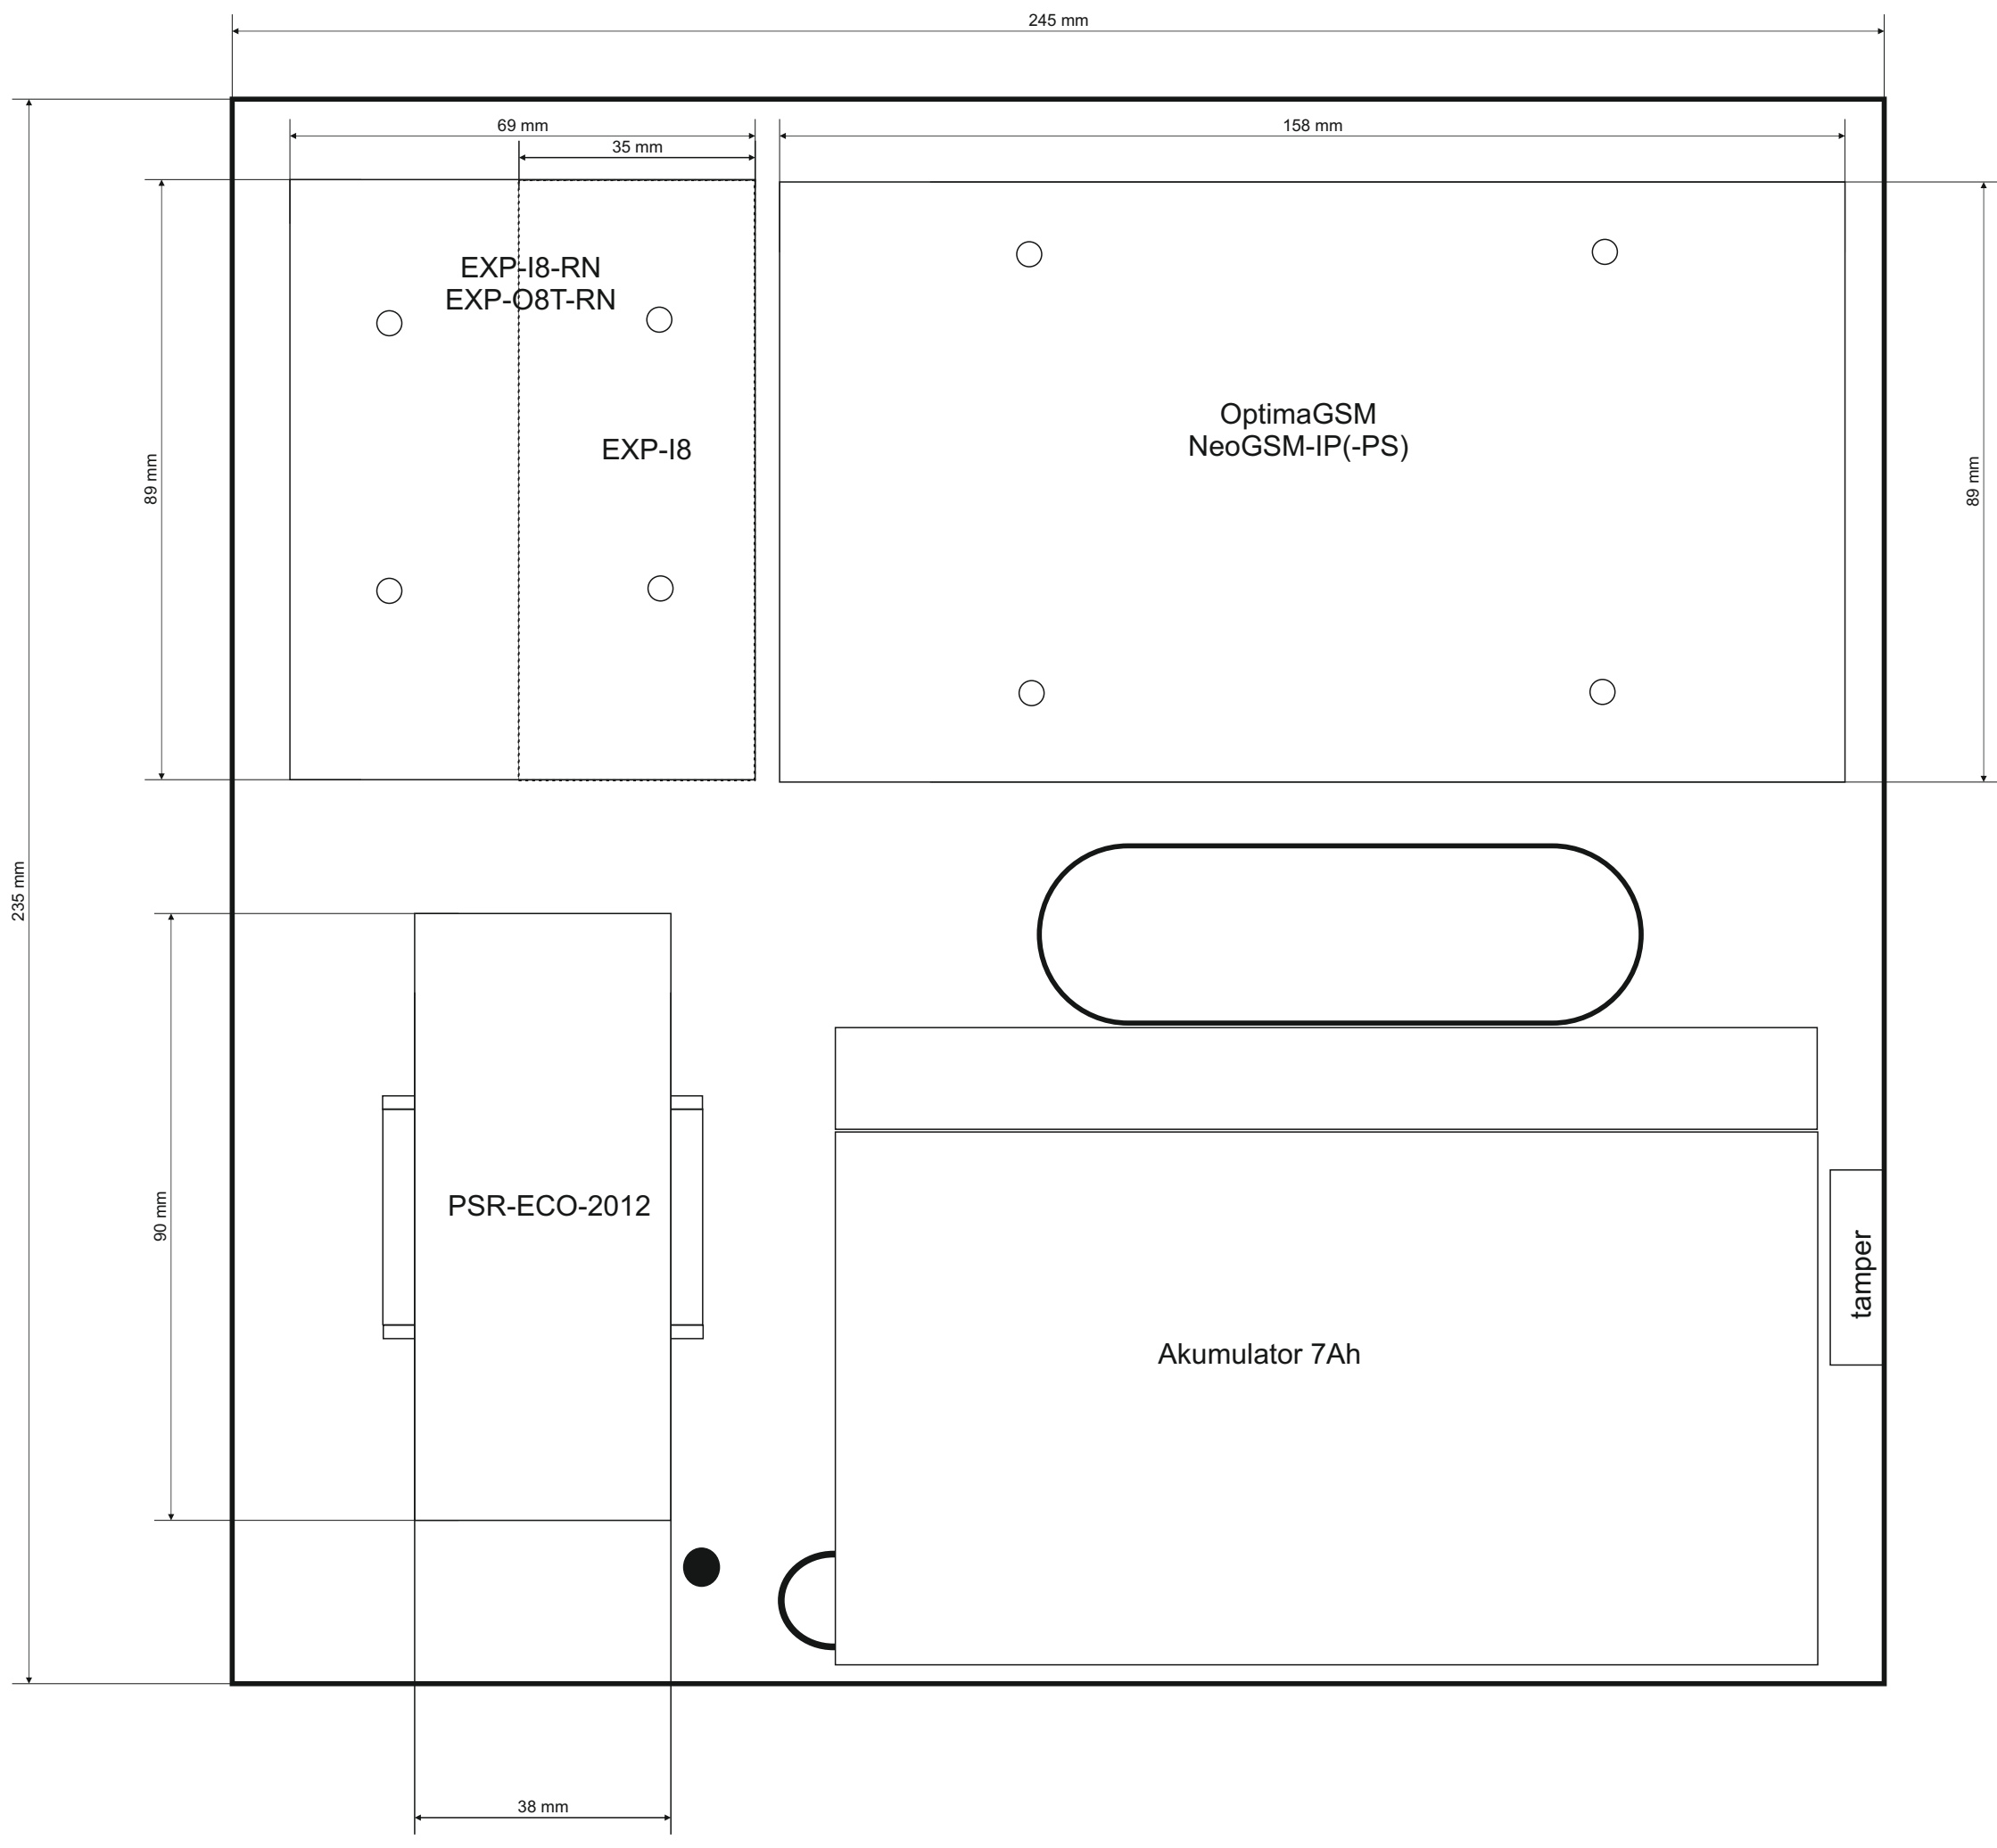 245 mm
69 mm
158 mm
35 mm
EXP-I8-RN
EXP-O8T-RN
OptimaGSM
NeoGSM-IP(-PS)
EXP-I8
89 mm
89 mm
235 mm
90 mm
PSR-ECO-2012
tamper
Akumulator 7Ah
38 mm